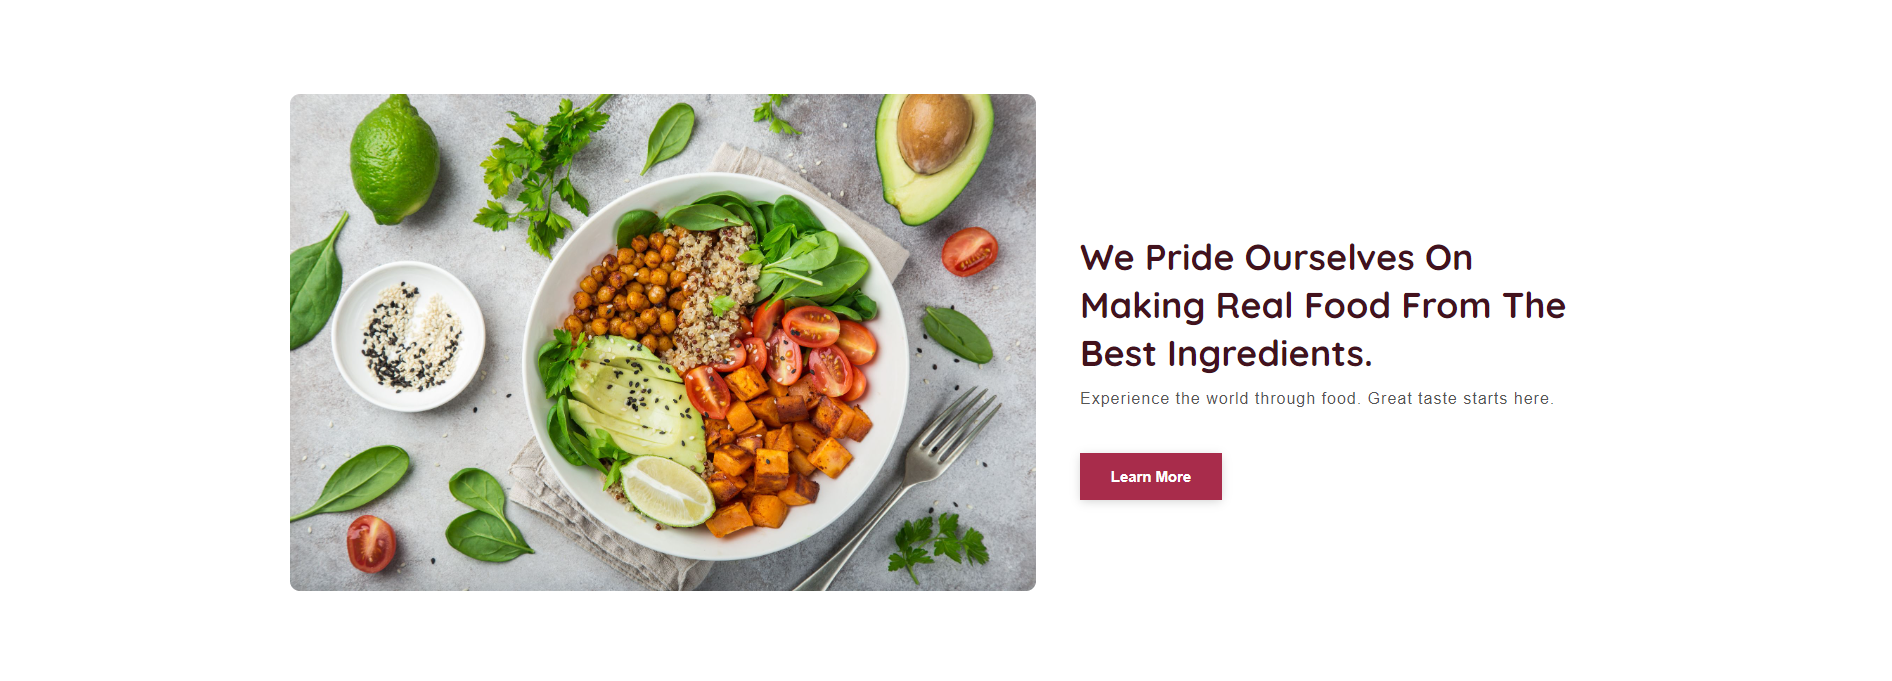 We Pride Ourselves On
Making Real Food From The
Best Ingredients.
Experience the world through food. Great taste starts here.
Learn More